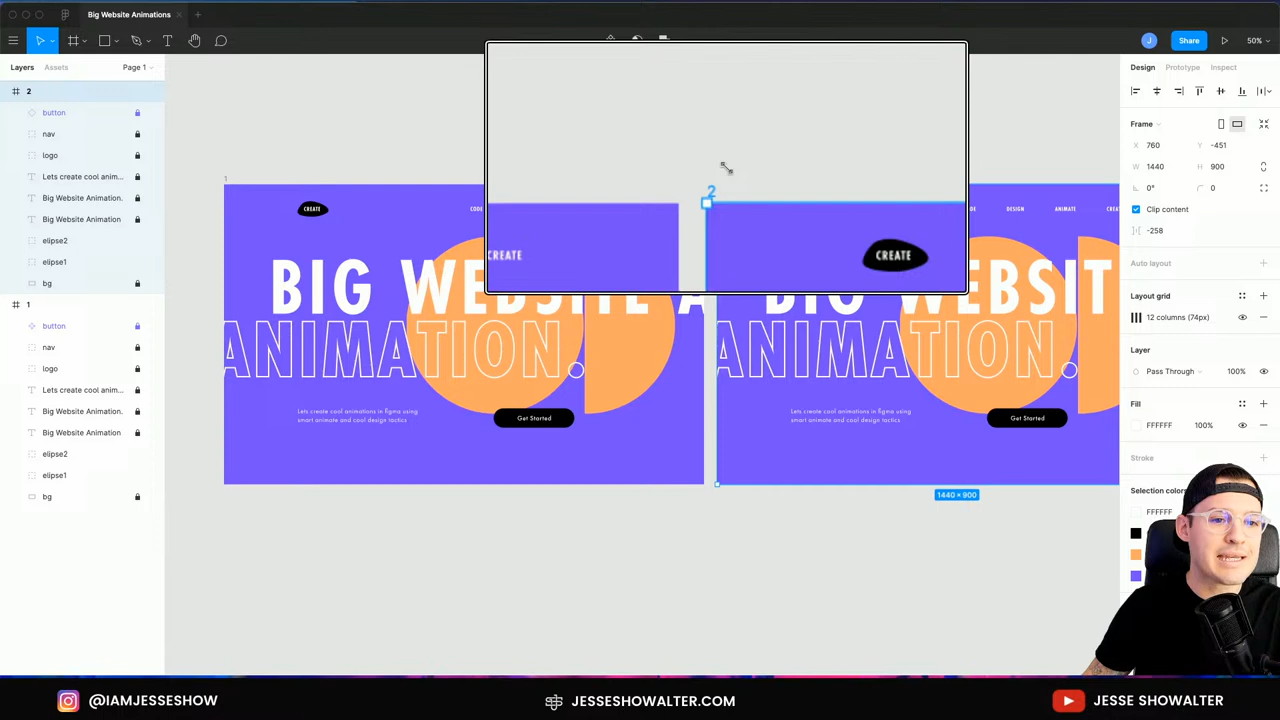 Big Website Animations
J
Share
50%
Layers
Assets
Page 1
Design
Prototype
Inspect
2
button
nav
logo
Lets create cool anim...
Big Website Animation.
Big Website Animation
elipse2
elipse1
bg
1
button
nav
logo
Lets create cool anim...
Big Website Animation.
Big Website Animation
elipse2
elipse1
bg
1
CREATE
CODE
BIG WEBSITE A
ANIMATION.
Lets create cool animations in figma using
smart animate and cool design tactics
Get Started
2
CREATE
CREATE
DESIGN
ANIMATE
BIG WEBSIT
ANIMATION.
Lets create cool animations in figma using
smart animate and cool design tactics
Get Started
1440 × 900
Frame
X 760
Y -451
W 1440
H 900
0°
0
Clip content
-258
Auto layout
Layout grid
12 columns (74px)
Layer
Pass Through
100%
Fill
FFFFFF
100%
Stroke
Selection colors
FFFFFF
@IAMJESSESHOW
JESSESHOWALTER.COM
JESSE SHOWALTER